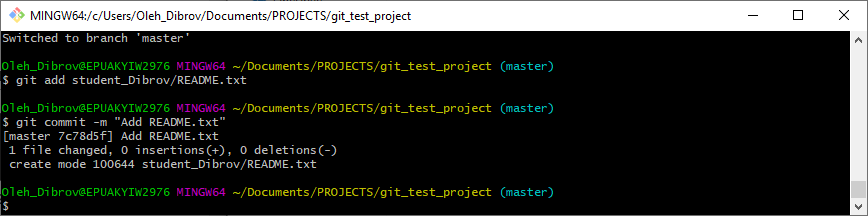 MINGW64:/c/Users/Oleh_Dibrov/Documents/PROJECTS/git_test_project
Switched to branch 'master'
Oleh_Dibrov@EPUAKYIW2976 MINGW64 ~/Documents/PROJECTS/git_test_project (master)
$ git add student_Dibrov/README.txt
Oleh_Dibrov@EPUAKYIW2976 MINGW64 ~/Documents/PROJECTS/git_test_project (master)
$ git commit -m "Add README.txt"
[master 7c78d5f] Add README.txt
 1 file changed, 0 insertions(+), 0 deletions(-)
 create mode 100644 student_Dibrov/README.txt
Oleh_Dibrov@EPUAKYIW2976 MINGW64 ~/Documents/PROJECTS/git_test_project (master)
$